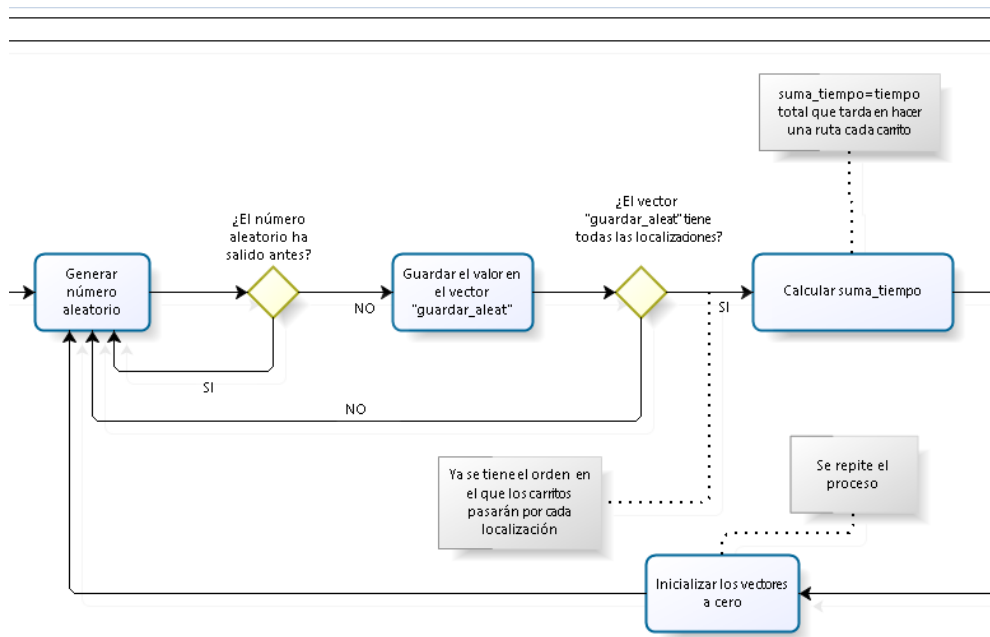 suma_tiempo=tiempo
total que tarda en hacer
una ruta cada carrito
¿El número
aleatorio ha
salido antes?
¿El vector
"guardar_aleat"tiene
todas las localizaciones?
Generar
número
aleatorio
NO
Guardar el valor en
el vector
"guardar_aleat"
SI
Calcular suma_tiempo
SI
NO
Ya se tiene el orden en
el que los carritos
pasarán por cada
localización
Se repite el
proceso
Inicializar los vectores
a cero